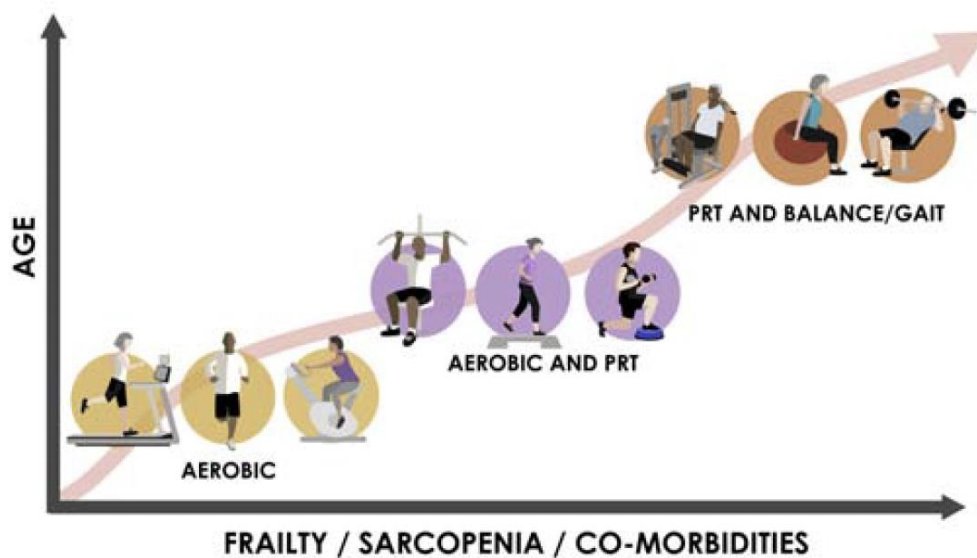 AGE
PRT AND BALANCE/GAIT
AEROBIC AND PRT
AEROBIC
FRAILTY / SARCOPENIA / CO-MORBIDITIES